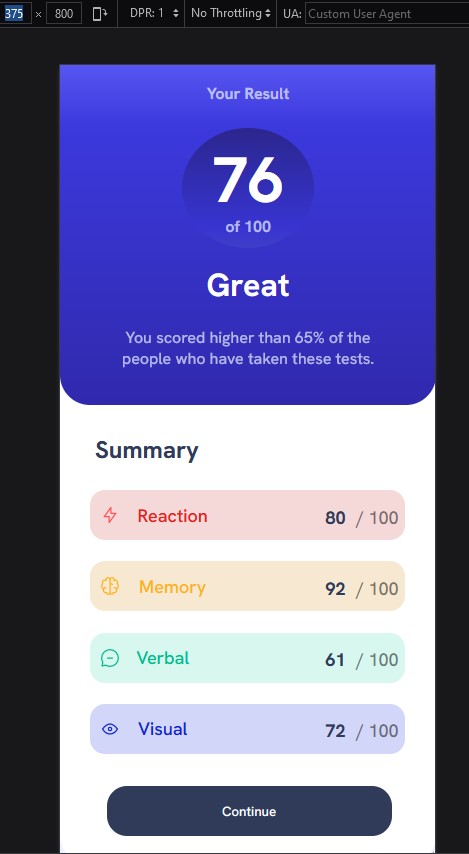 375 × 800 DPR: 1 No Throttling UA: Custom User Agent
Your Result
76
of 100
Great
You scored higher than 65% of the
people who have taken these tests.
Summary
Reaction 80 / 100
Memory 92 / 100
Verbal 61 / 100
Visual 72 / 100
Continue